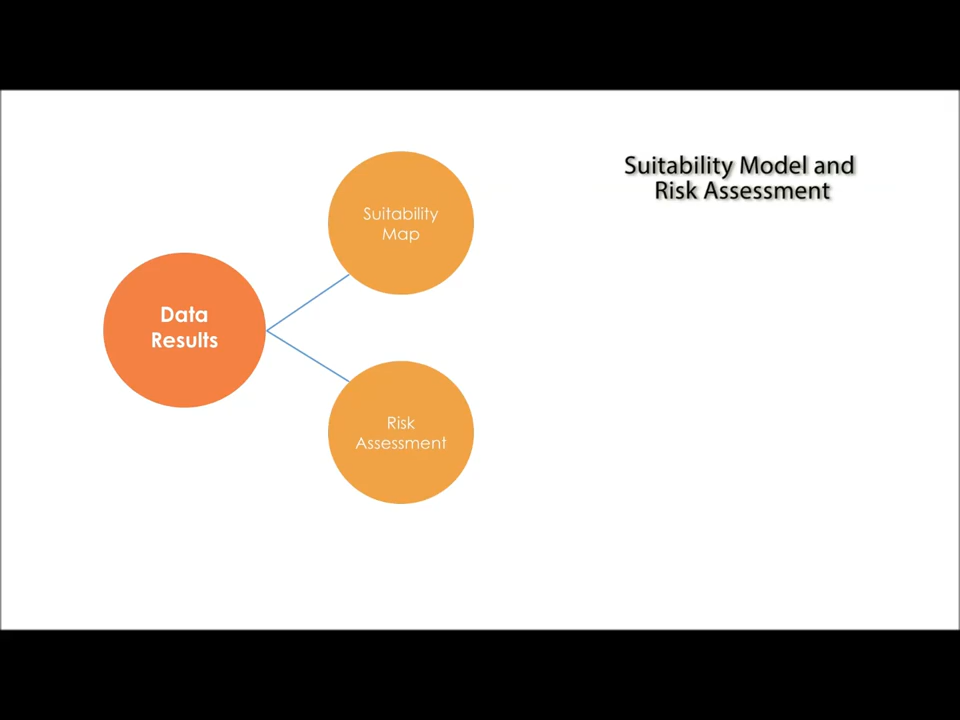 Suitability Model and
Risk Assessment
Suitability
Map
Data
Results
Risk
Assessment